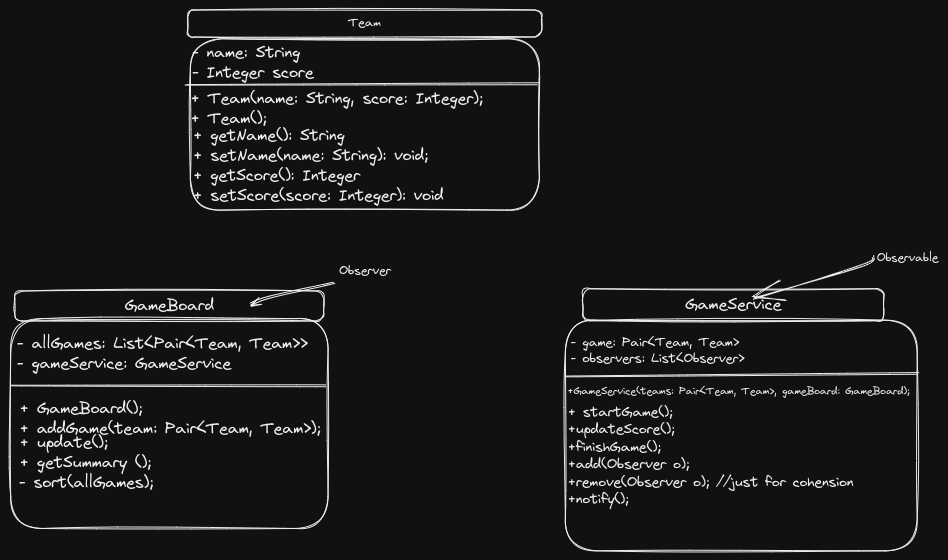 Team
- name: String
- Integer score
+ Team(name: String, score: Integer);
+ Team();
+ getName(): String
+ setName(name: String): void;
+ getScore(): Integer
+ setScore(score: Integer): void
Observer
GameBoard
- allGames: List<Pair<Team, Team>>
- gameService: GameService
+ GameBoard();
+ addGame(team: Pair<Team, Team>);
+ update();
+ getSummary ();
- sort(allGames);
Observable
GameService
- game: Pair<Team, Team>
- observers: List<Observer>
+GameService(teams: Pair<Team, Team>, gameBoard: GameBoard);
+ startGame();
+updateScore();
+finishGame();
+add(Observer o);
+remove(Observer o); //just for cohension
+notify();